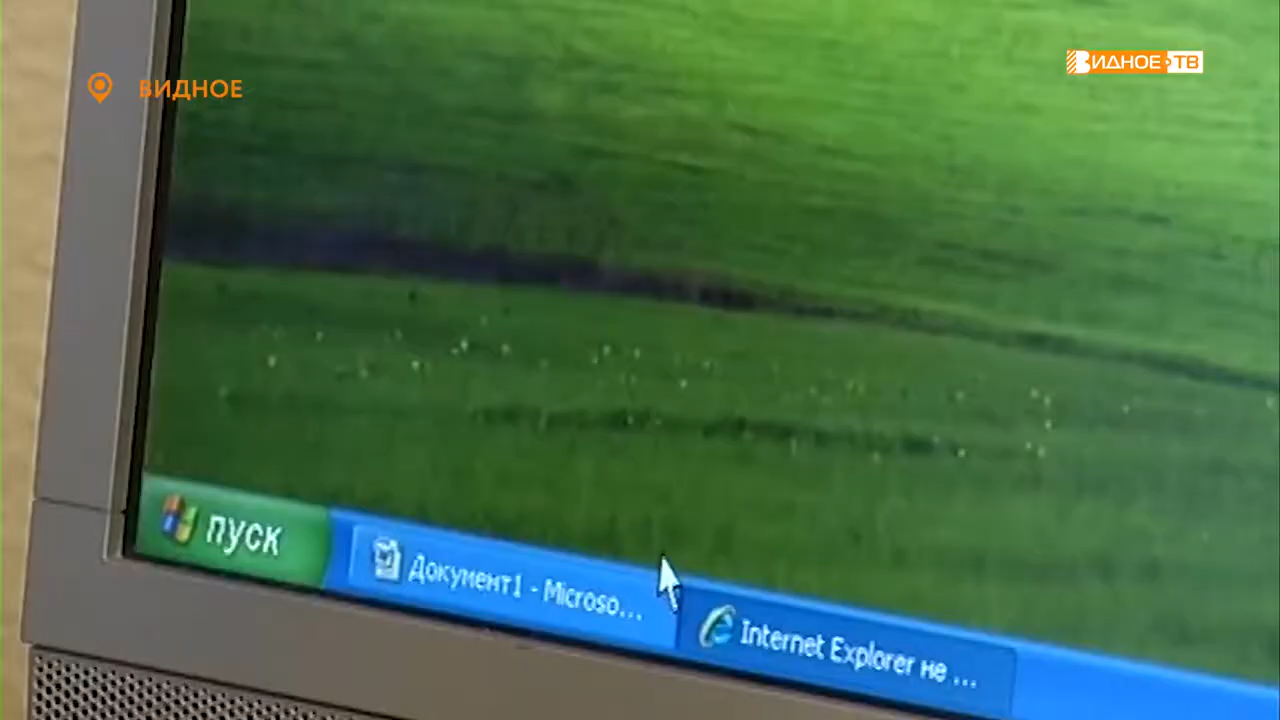 ВИДНОЕ
ВИДНОЕ ТВ
пуск
Документ1 - Microso...
Internet Explorer не ...